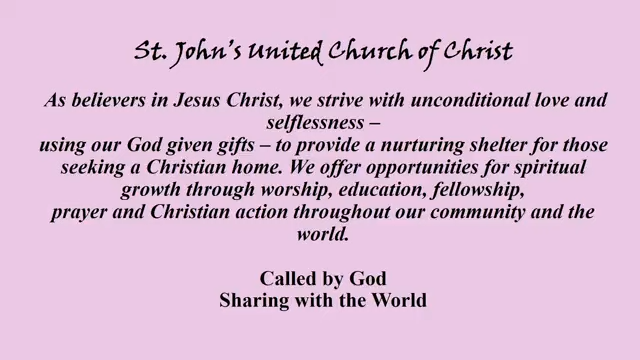 St. John's United Church of Christ
As believers in Jesus Christ, we strive with unconditional love and
selflessness –
using our God given gifts – to provide a nurturing shelter for those
seeking a Christian home. We offer opportunities for spiritual
growth through worship, education, fellowship,
prayer and Christian action throughout our community and the
world.
Called by God
Sharing with the World